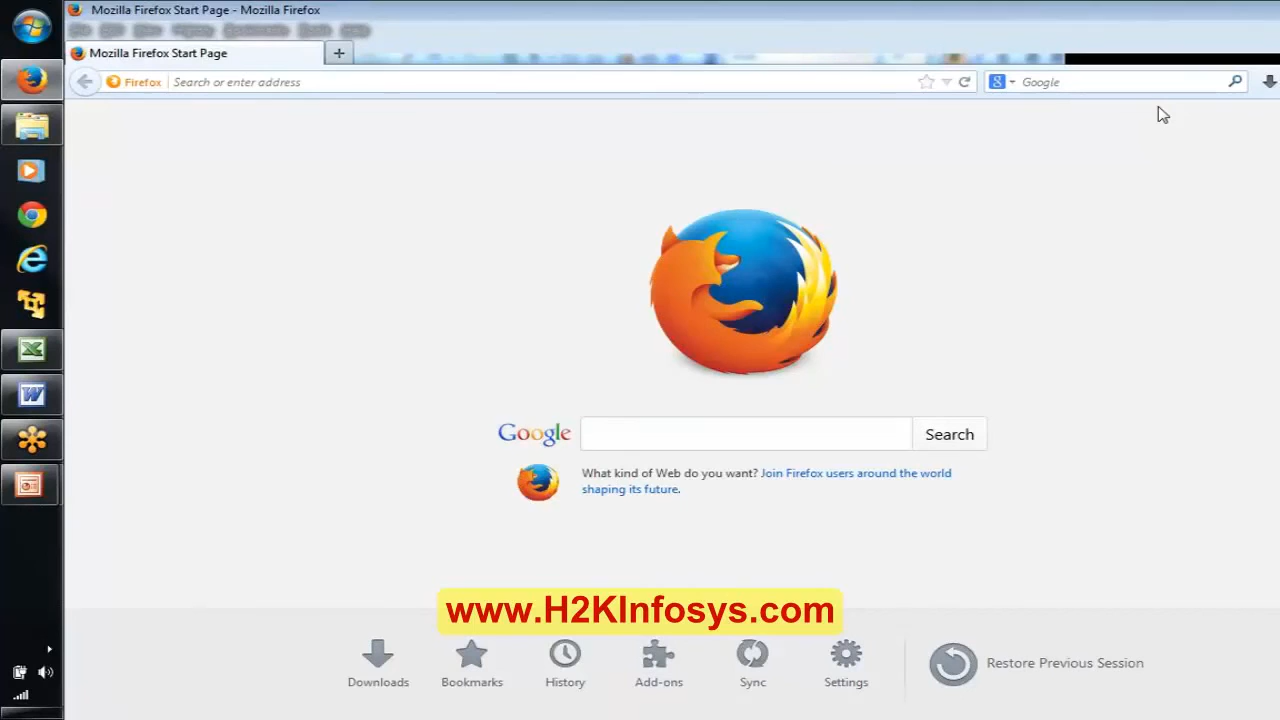 Mozilla Firefox Start Page - Mozilla Firefox
Mozilla Firefox Start Page
+
Firefox
Search or enter address
8
Google
Google
Search
What kind of Web do you want? Join Firefox users around the world
shaping its future.
www.H2KInfosys.com
Downloads
Bookmarks
History
Add-ons
Sync
Settings
Restore Previous Session